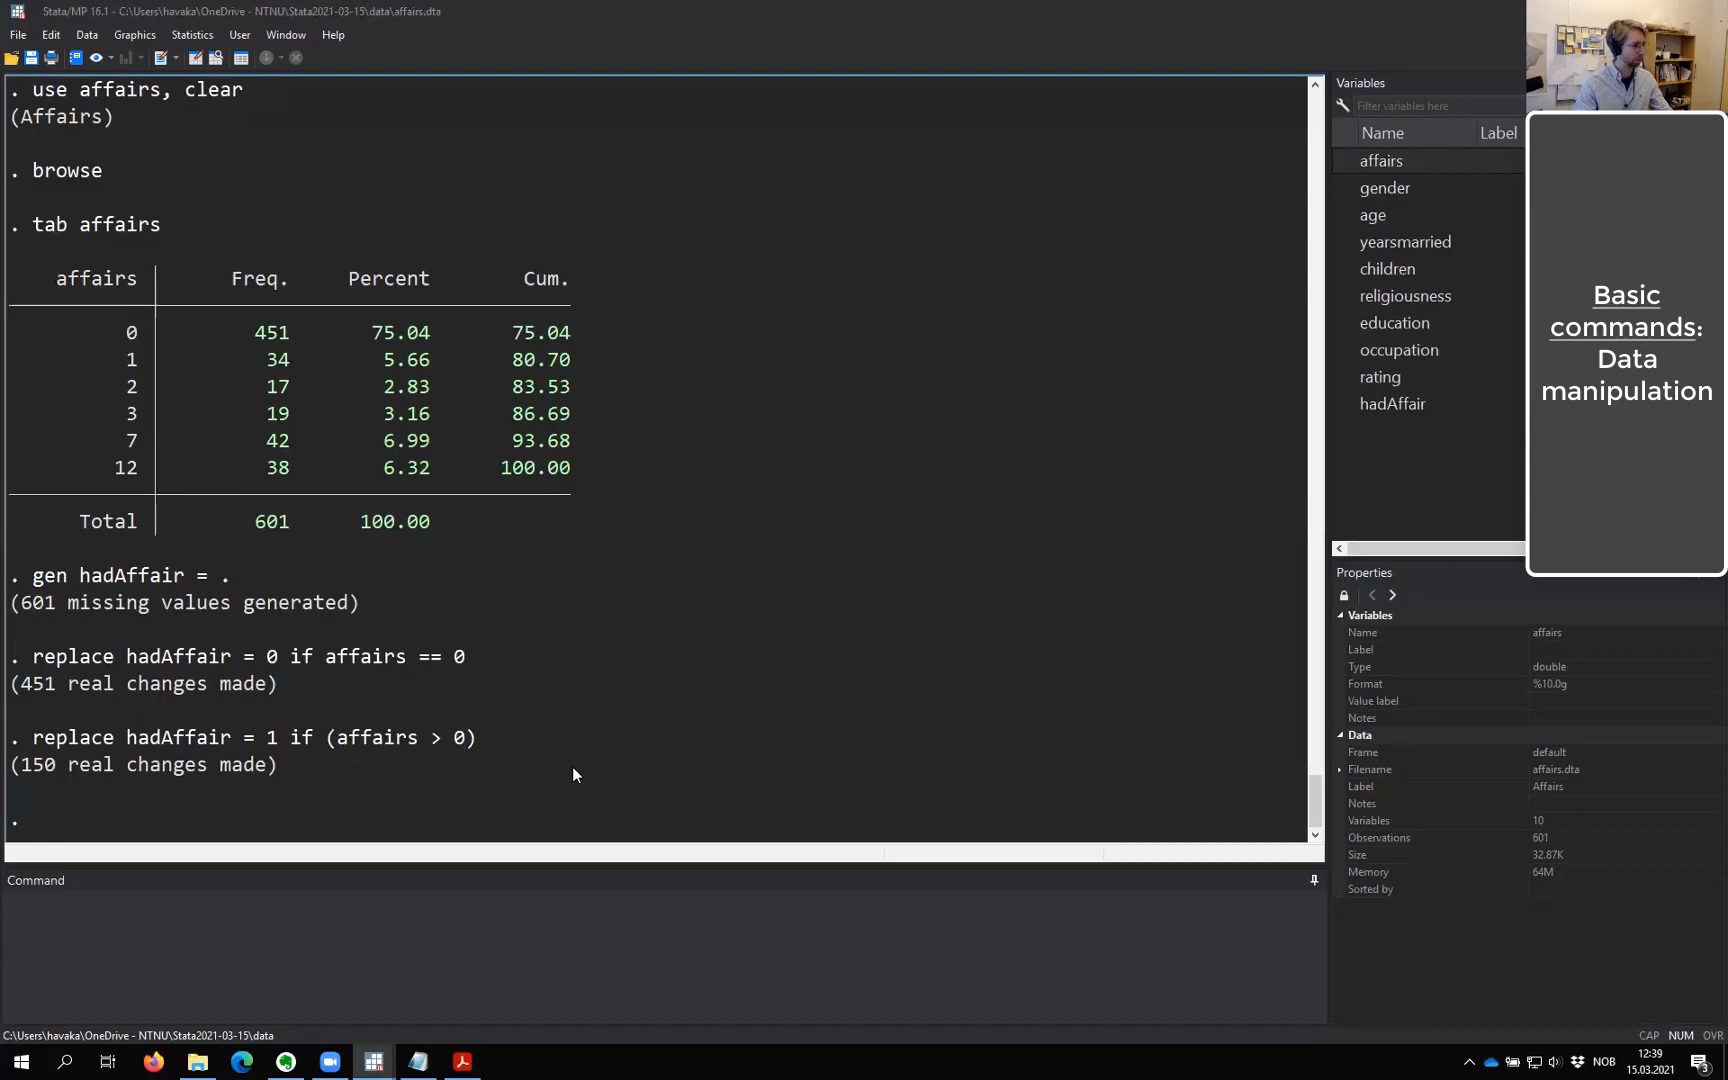 Stata/MP 16.1 - C:\Users\havaka\OneDrive - NTNU\Stata2021-03-15\data\affairs.dta
File Edit Data Graphics Statistics User Window Help
. use affairs, clear
(Affairs)
. browse
. tab affairs
affairs Freq. Percent Cum.
0 451 75.04 75.04
1 34 5.66 80.70
2 17 2.83 83.53
3 19 3.16 86.69
7 42 6.99 93.68
12 38 6.32 100.00
Total 601 100.00
. gen hadAffair = .
(601 missing values generated)
. replace hadAffair = 0 if affairs == 0
(451 real changes made)
. replace hadAffair = 1 if (affairs > 0)
(150 real changes made)
.
Command
Variables
Filter variables here
Name Label
affairs
gender
age
yearsmarried
children
religiousness
education
occupation
rating
hadAffair
Basic
commands:
Data
manipulation
Properties
Variables
Name affairs
Label
Type double
Format %10.0g
Value label
Notes
Data
Frame default
Filename affairs.dta
Label Affairs
Notes
Variables 10
Observations 601
Size 32.87K
Memory 64M
Sorted by
C:\Users\havaka\OneDrive - NTNU\Stata2021-03-15\data
CAP NUM OVR
NOB
12:39
15.03.2021
3